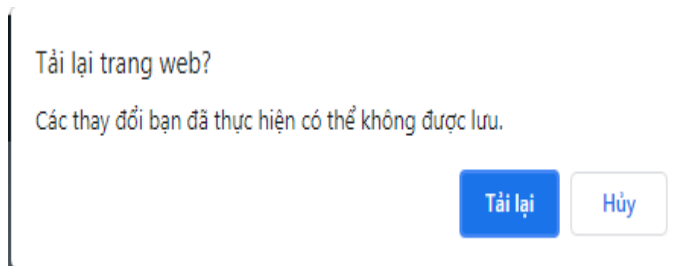 Tải lại trang web?
Các thay đổi bạn đã thực hiện có thể không được lưu.
Tải lại Hủy